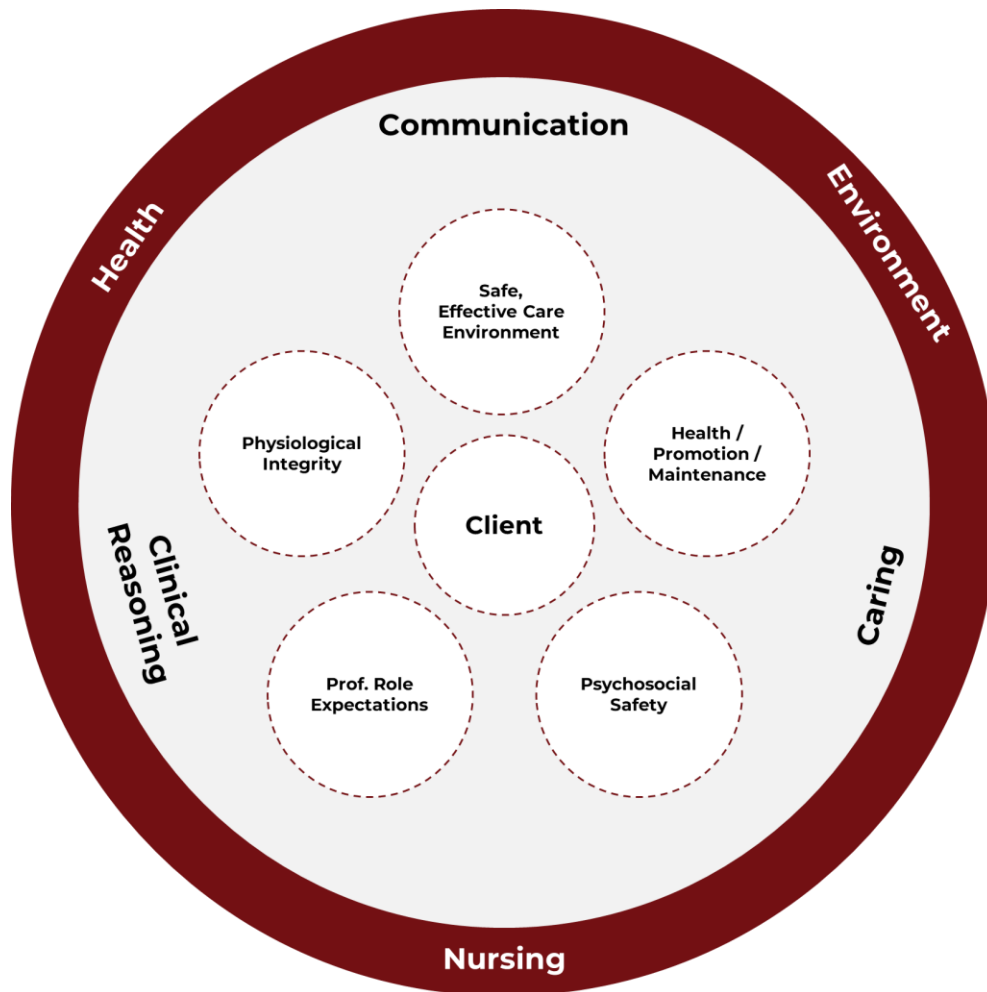 Communication
Health
Environment
Safe,
Effective Care
Environment
Physiological
Integrity
Health /
Promotion /
Maintenance
Client
Clinical
Reasoning
Caring
Prof. Role
Expectations
Psychosocial
Safety
Nursing